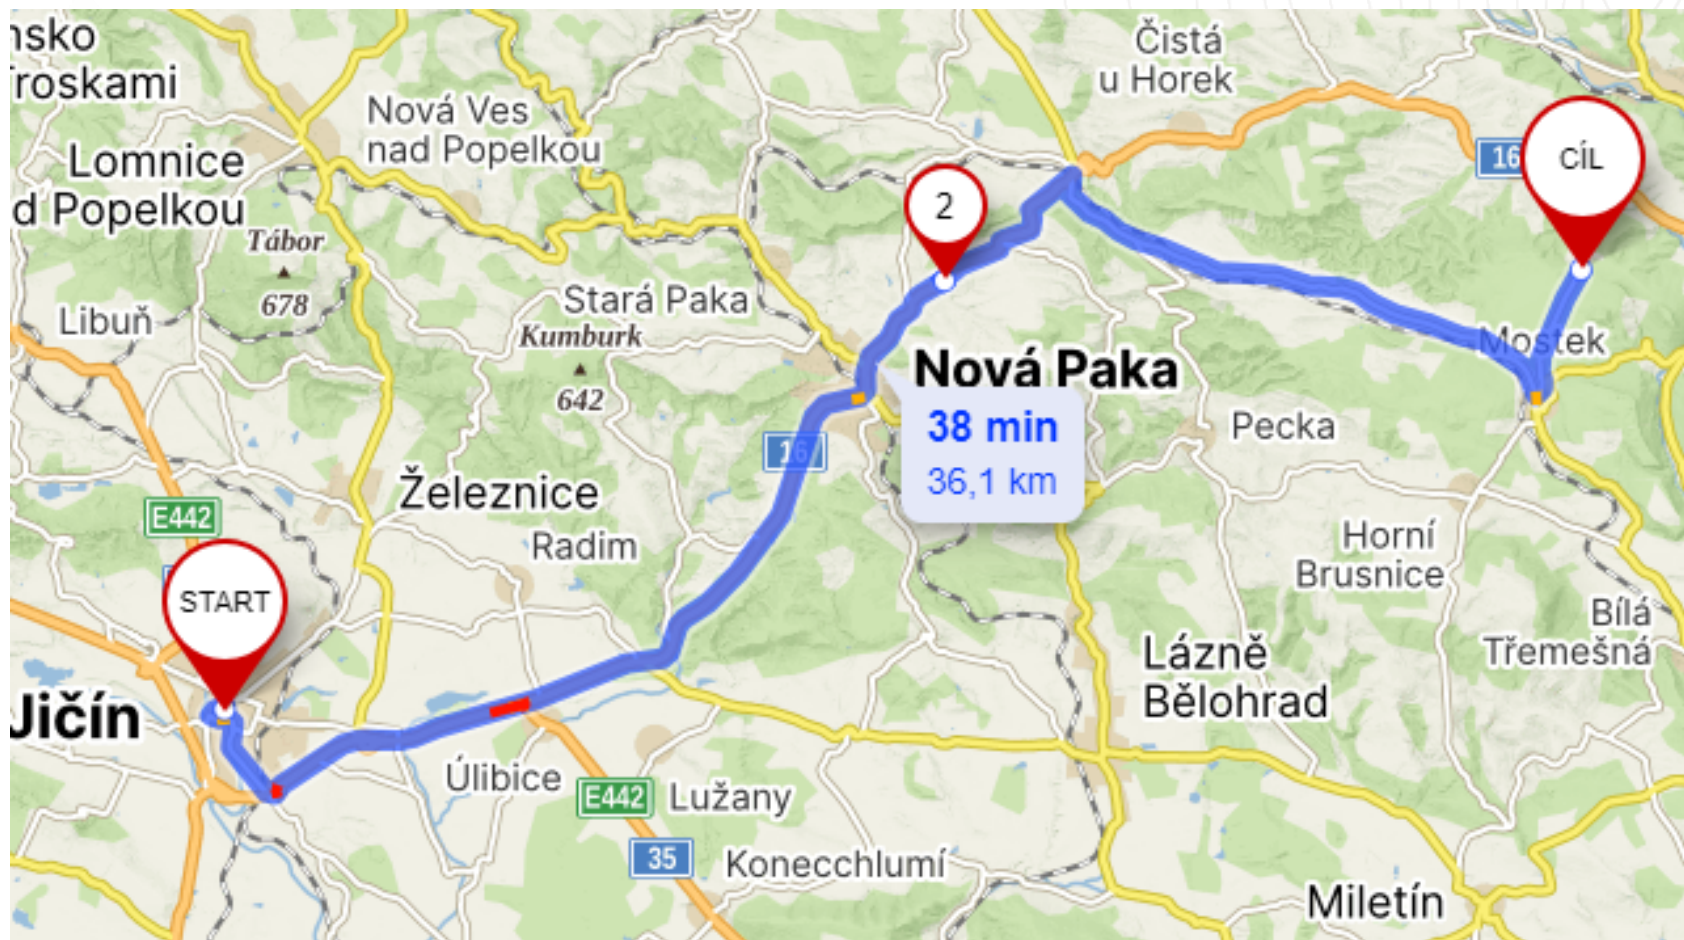 nsko
Troskami
Čistá
u Horek
Nová Ves
nad Popelkou
Lomnice
d Popelkou
16
CÍL
2
Tábor
678
Libuň
Stará Paka
Kumburk
642
Mostek
Nová Paka
38 min
36,1 km
Pecka
16
Železnice
E442
Radim
Horní
Brusnice
START
Bílá
Třemešná
Lázně
Bělohrad
Jičín
Úlibice
E442
Lužany
35
Konecchlumí
Miletín